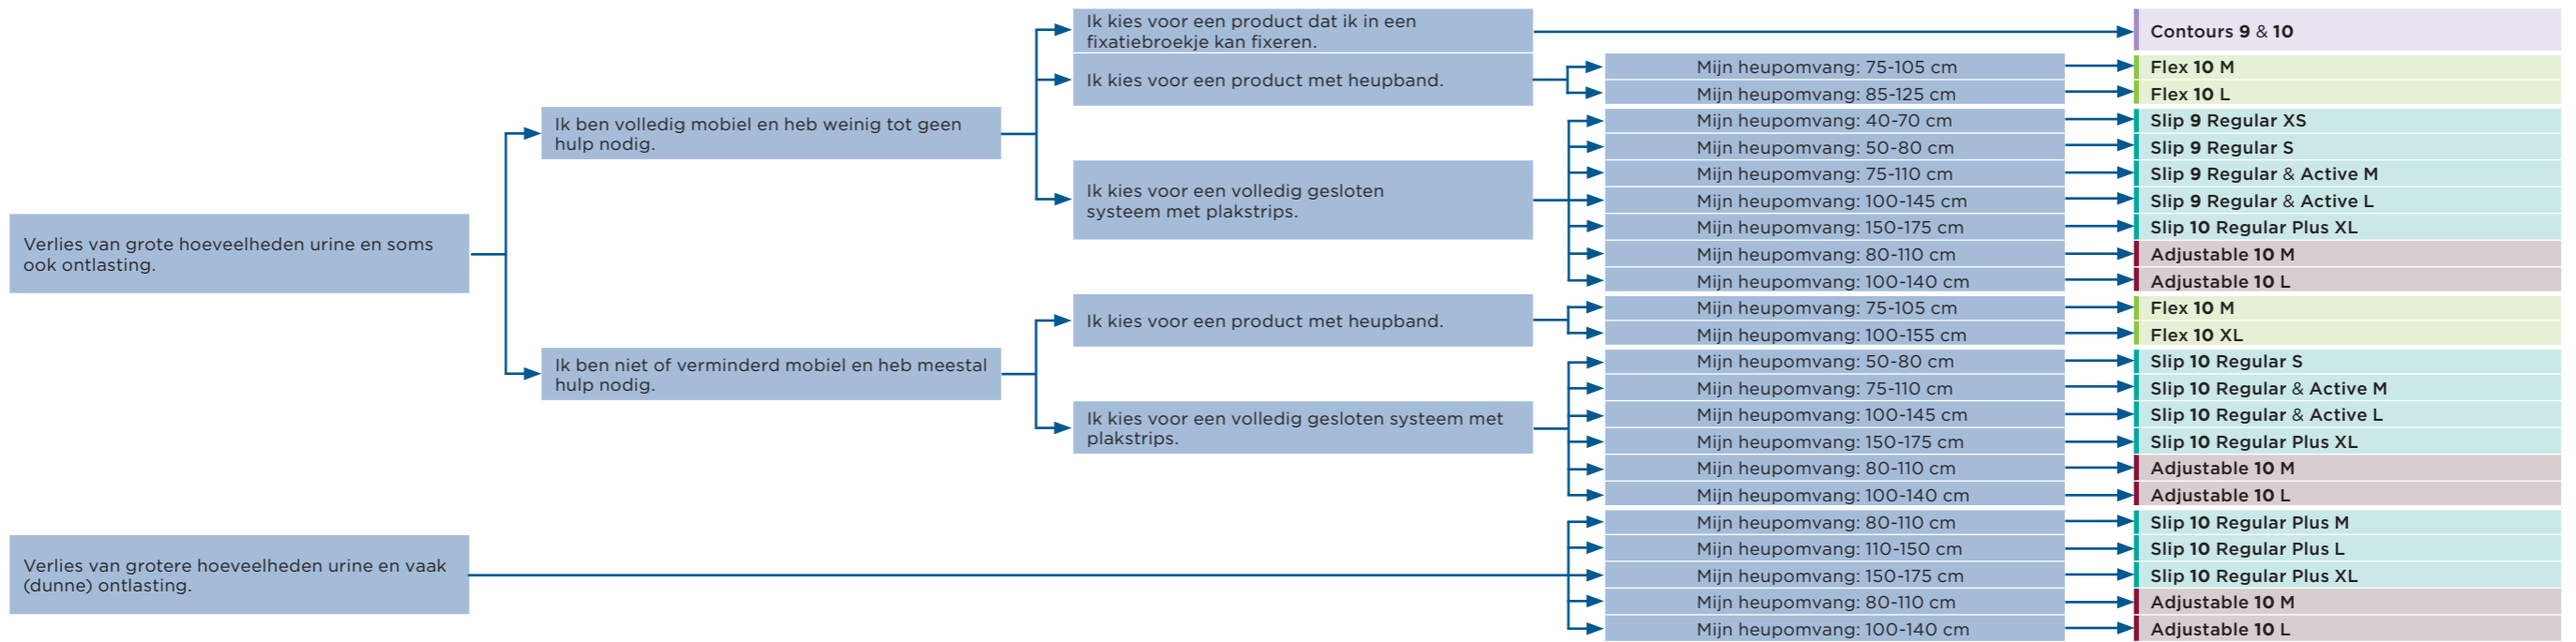 Ik kies voor een product dat ik in een
fixatiebroekje kan fixeren.
Contours 9 & 10
Ik kies voor een product met heupband.
Mijn heupomvang: 75-105 cm
Flex 10 M
Mijn heupomvang: 85-125 cm
Flex 10 L
Ik ben volledig mobiel en heb weinig tot geen
hulp nodig.
Ik kies voor een volledig gesloten
systeem met plakstrips.
Mijn heupomvang: 40-70 cm
Slip 9 Regular XS
Mijn heupomvang: 50-80 cm
Slip 9 Regular S
Mijn heupomvang: 75-110 cm
Slip 9 Regular & Active M
Mijn heupomvang: 100-145 cm
Slip 9 Regular & Active L
Mijn heupomvang: 150-175 cm
Slip 10 Regular Plus XL
Mijn heupomvang: 80-110 cm
Adjustable 10 M
Mijn heupomvang: 100-140 cm
Adjustable 10 L
Verlies van grote hoeveelheden urine en soms
ook ontlasting.
Ik kies voor een product met heupband.
Mijn heupomvang: 75-105 cm
Flex 10 M
Mijn heupomvang: 100-155 cm
Flex 10 XL
Ik ben niet of verminderd mobiel en heb meestal
hulp nodig.
Ik kies voor een volledig gesloten systeem met
plakstrips.
Mijn heupomvang: 50-80 cm
Slip 10 Regular S
Mijn heupomvang: 75-110 cm
Slip 10 Regular & Active M
Mijn heupomvang: 100-145 cm
Slip 10 Regular & Active L
Mijn heupomvang: 150-175 cm
Slip 10 Regular Plus XL
Mijn heupomvang: 80-110 cm
Adjustable 10 M
Mijn heupomvang: 100-140 cm
Adjustable 10 L
Verlies van grotere hoeveelheden urine en vaak
(dunne) ontlasting.
Mijn heupomvang: 80-110 cm
Slip 10 Regular Plus M
Mijn heupomvang: 110-150 cm
Slip 10 Regular Plus L
Mijn heupomvang: 150-175 cm
Slip 10 Regular Plus XL
Mijn heupomvang: 80-110 cm
Adjustable 10 M
Mijn heupomvang: 100-140 cm
Adjustable 10 L